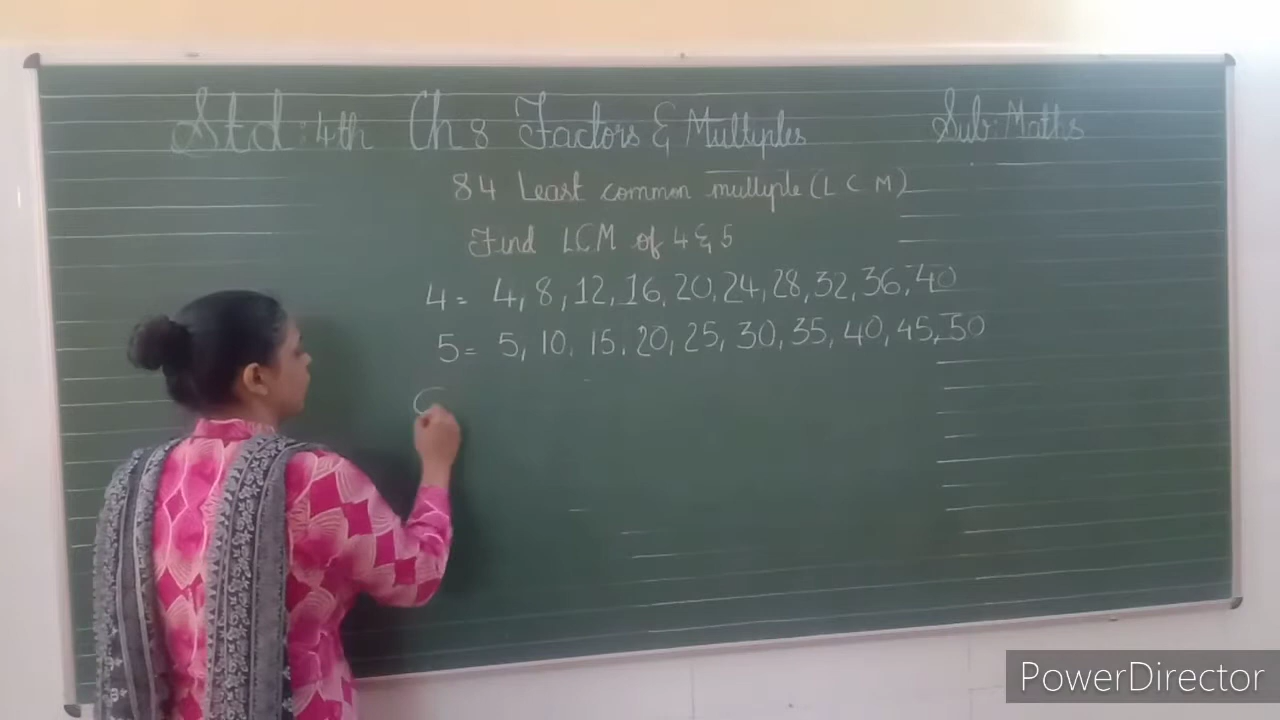 Std: 4th Ch 8 Factors & Multiples Sub: Maths
8.4 Least common multiple (L C M)
Find LCM of 4 & 5
4 = 4, 8, 12, 16, 20, 24, 28, 32, 36, 40
5 = 5, 10, 15, 20, 25, 30, 35, 40, 45, 50
C
PowerDirector